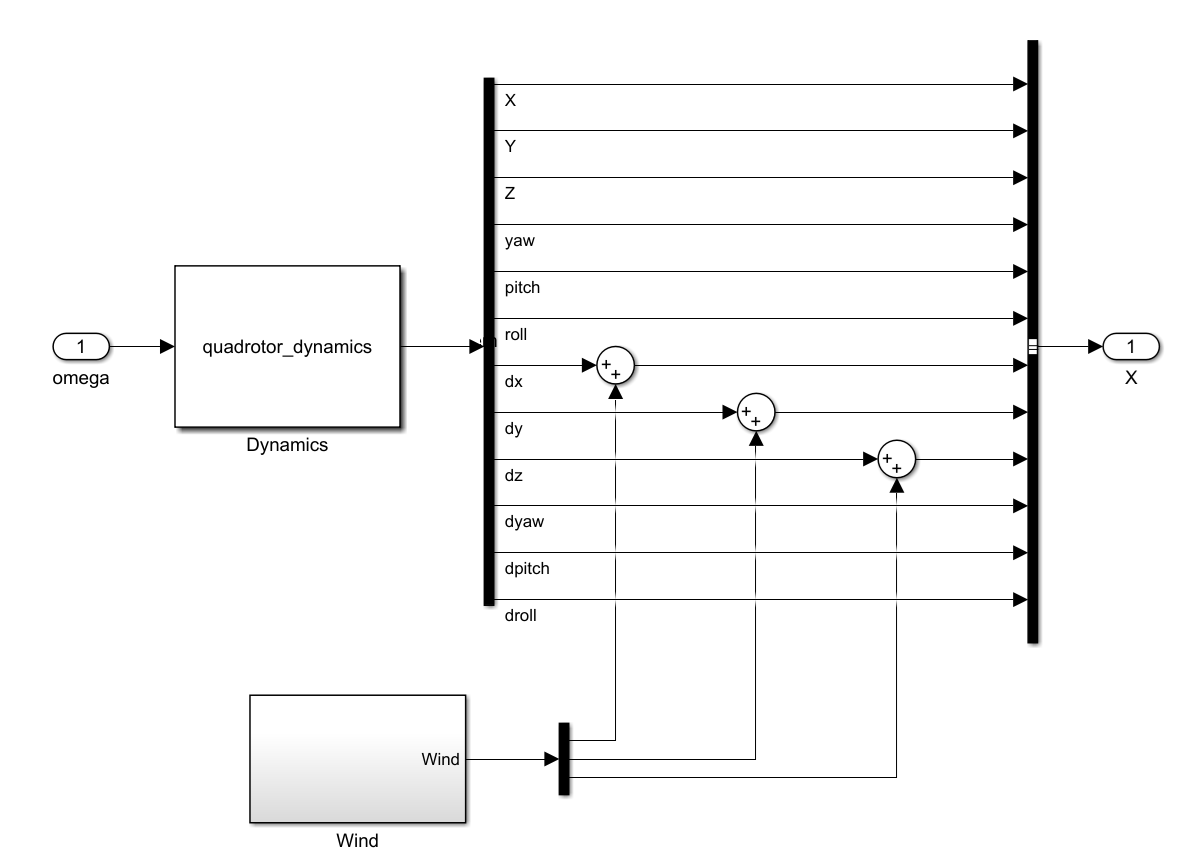 X
Y
Z
yaw
pitch
roll
1
omega
quadrotor_dynamics
Dynamics
+
+
dx
1
X
+
+
dy
+
+
dz
dyaw
dpitch
droll
Wind
Wind